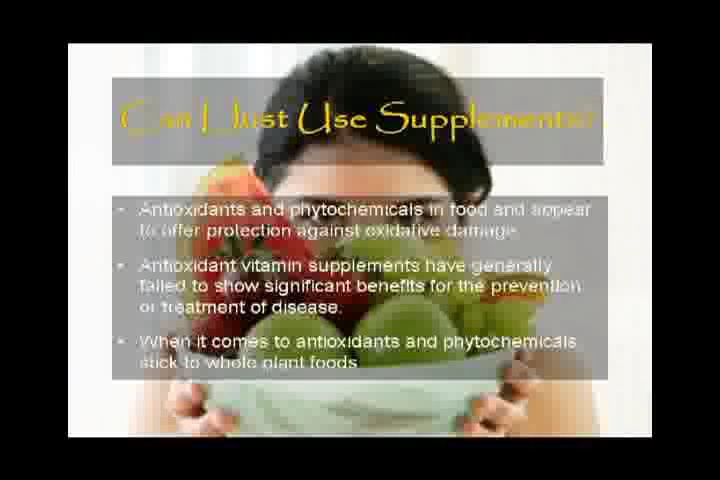 Can I Just Use Supplements?
• Antioxidants and phytochemicals in food and appear
to offer protection against oxidative damage
• Antioxidant vitamin supplements have generally
failed to show significant benefits for the prevention
or treatment of disease.
• When it comes to antioxidants and phytochemicals
stick to whole plant foods